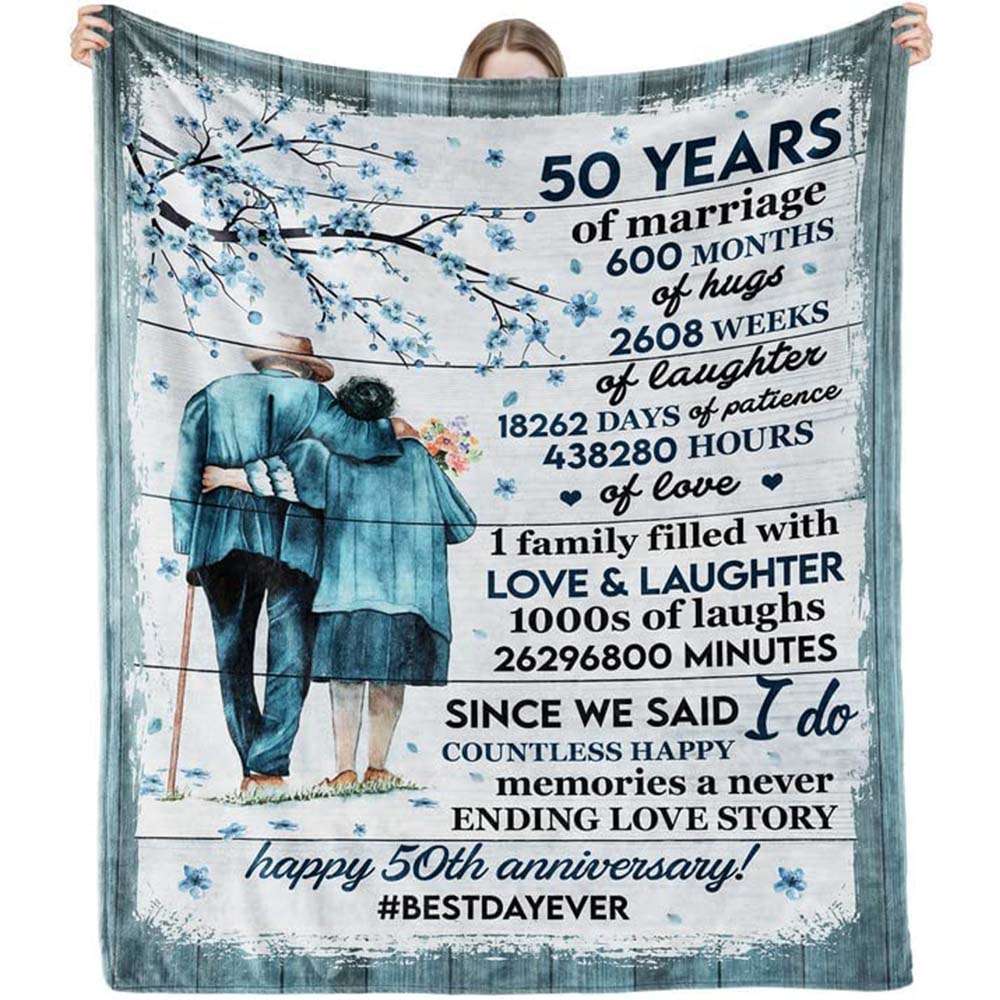 50 YEARS
of marriage
600 MONTHS
of hugs
2608 WEEKS
of laughter
18262 DAYS of patience
438280 HOURS
of love
1 family filled with
LOVE & LAUGHTER
1000s of laughs
26296800 MINUTES
SINCE WE SAID I do
COUNTLESS HAPPY
memories a never
ENDING LOVE STORY
happy 50th anniversary!
#BESTDAYEVER